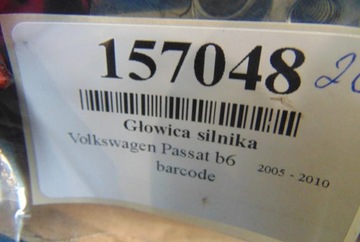 157048
Głowica silnika
Volkswagen Passat b6 2005 - 2010
barcode